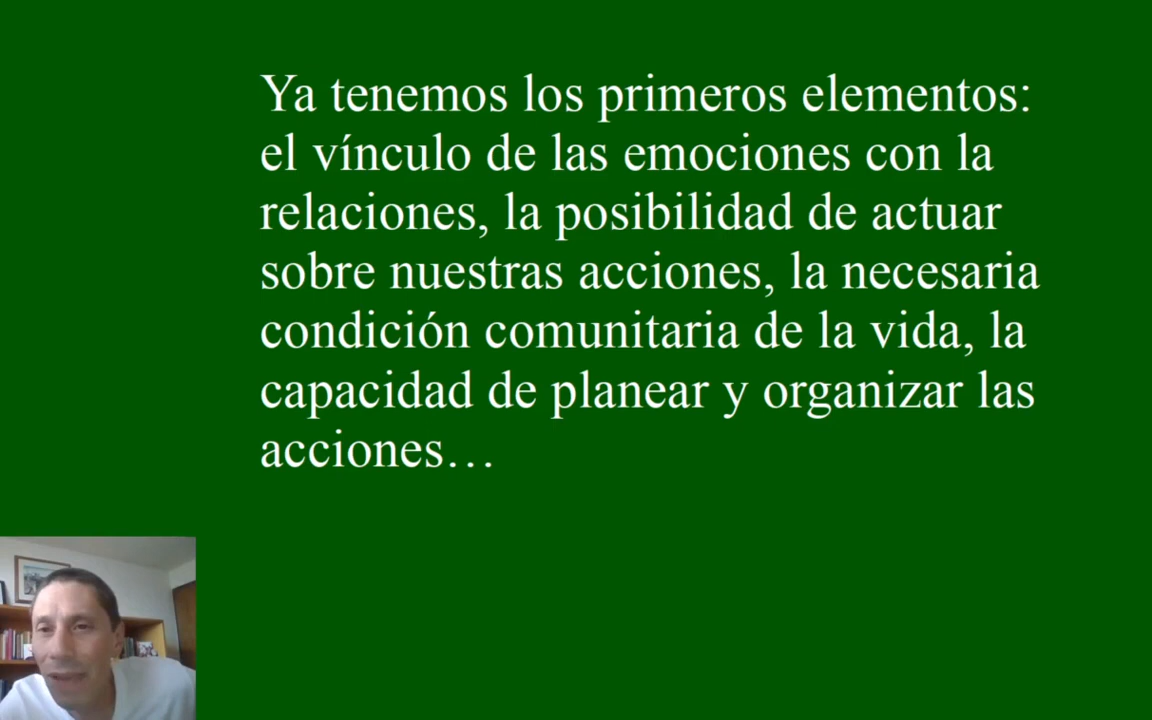 Ya tenemos los primeros elementos:
el vínculo de las emociones con la
relaciones, la posibilidad de actuar
sobre nuestras acciones, la necesaria
condición comunitaria de la vida, la
capacidad de planear y organizar las
acciones…